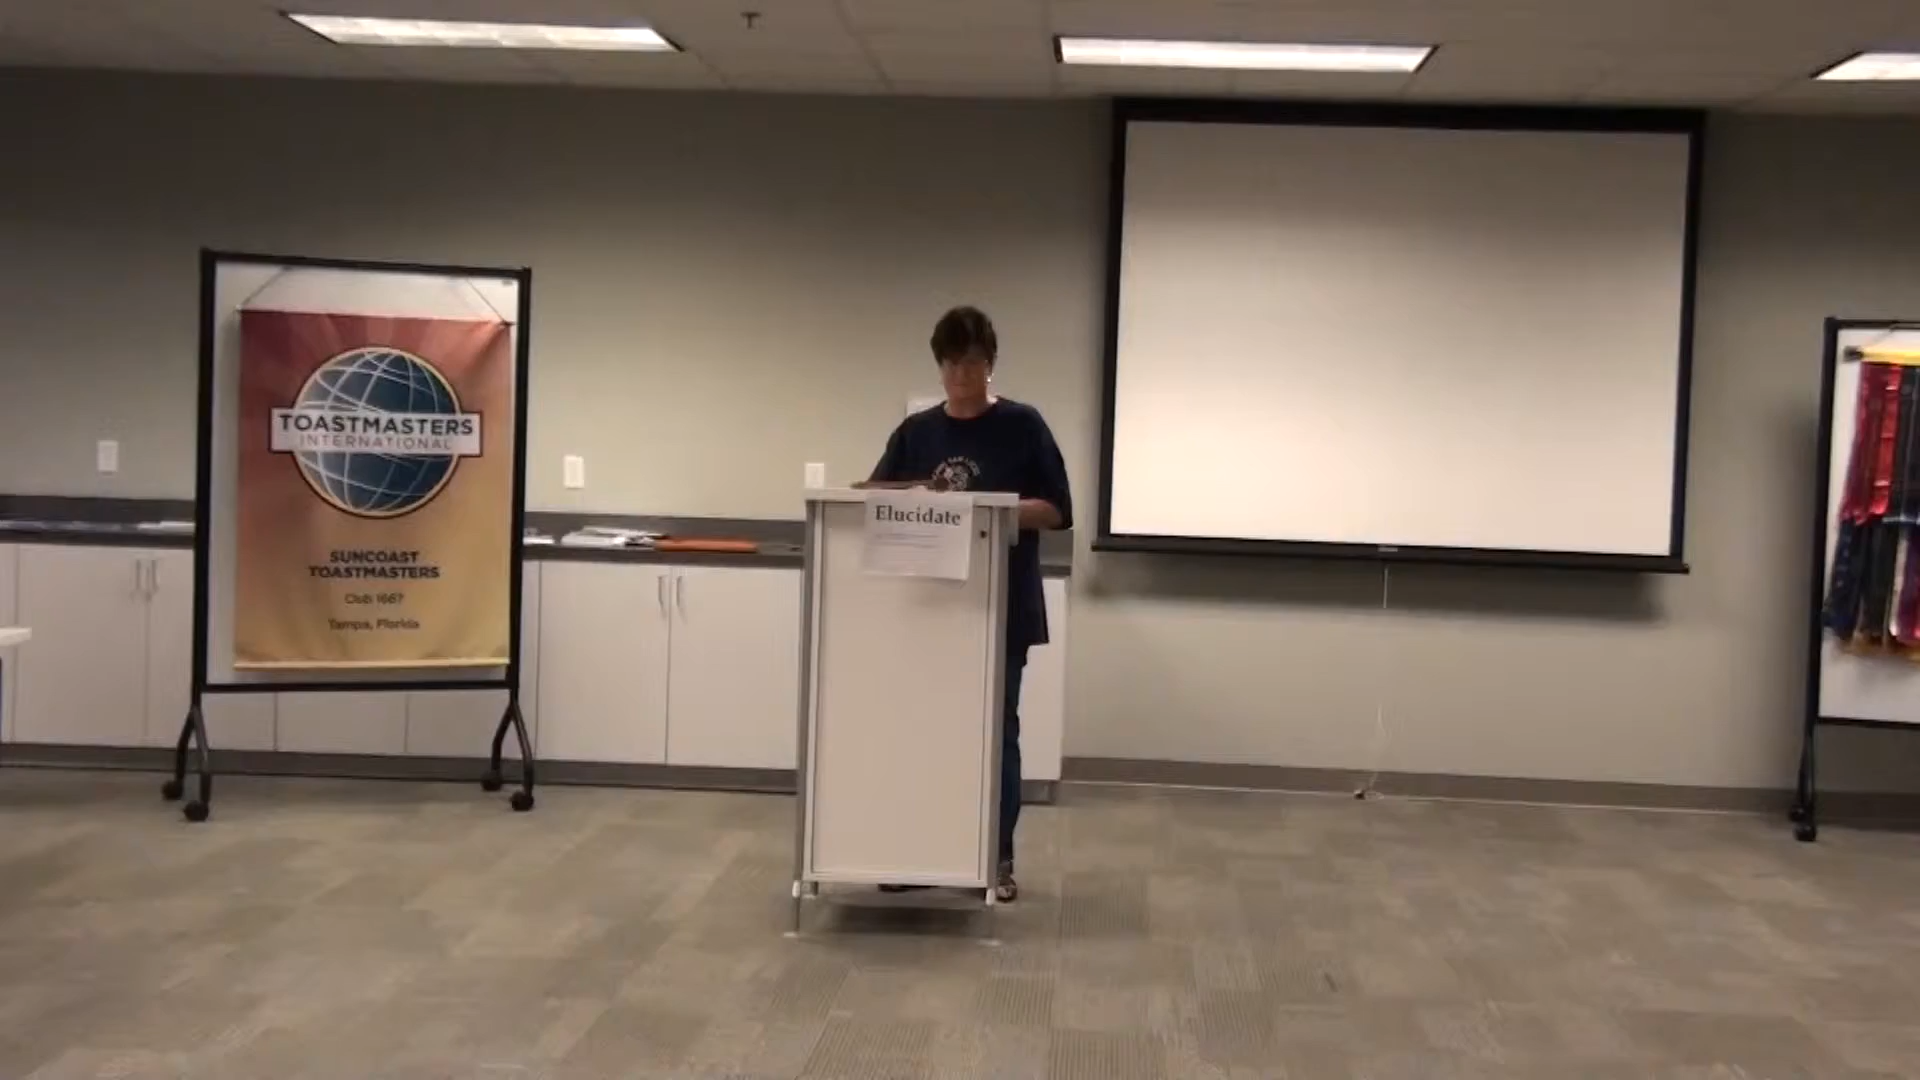 TOASTMASTERS
INTERNATIONAL
SUNCOAST
TOASTMASTERS
Club 1667
Tampa, Florida
Elucidate